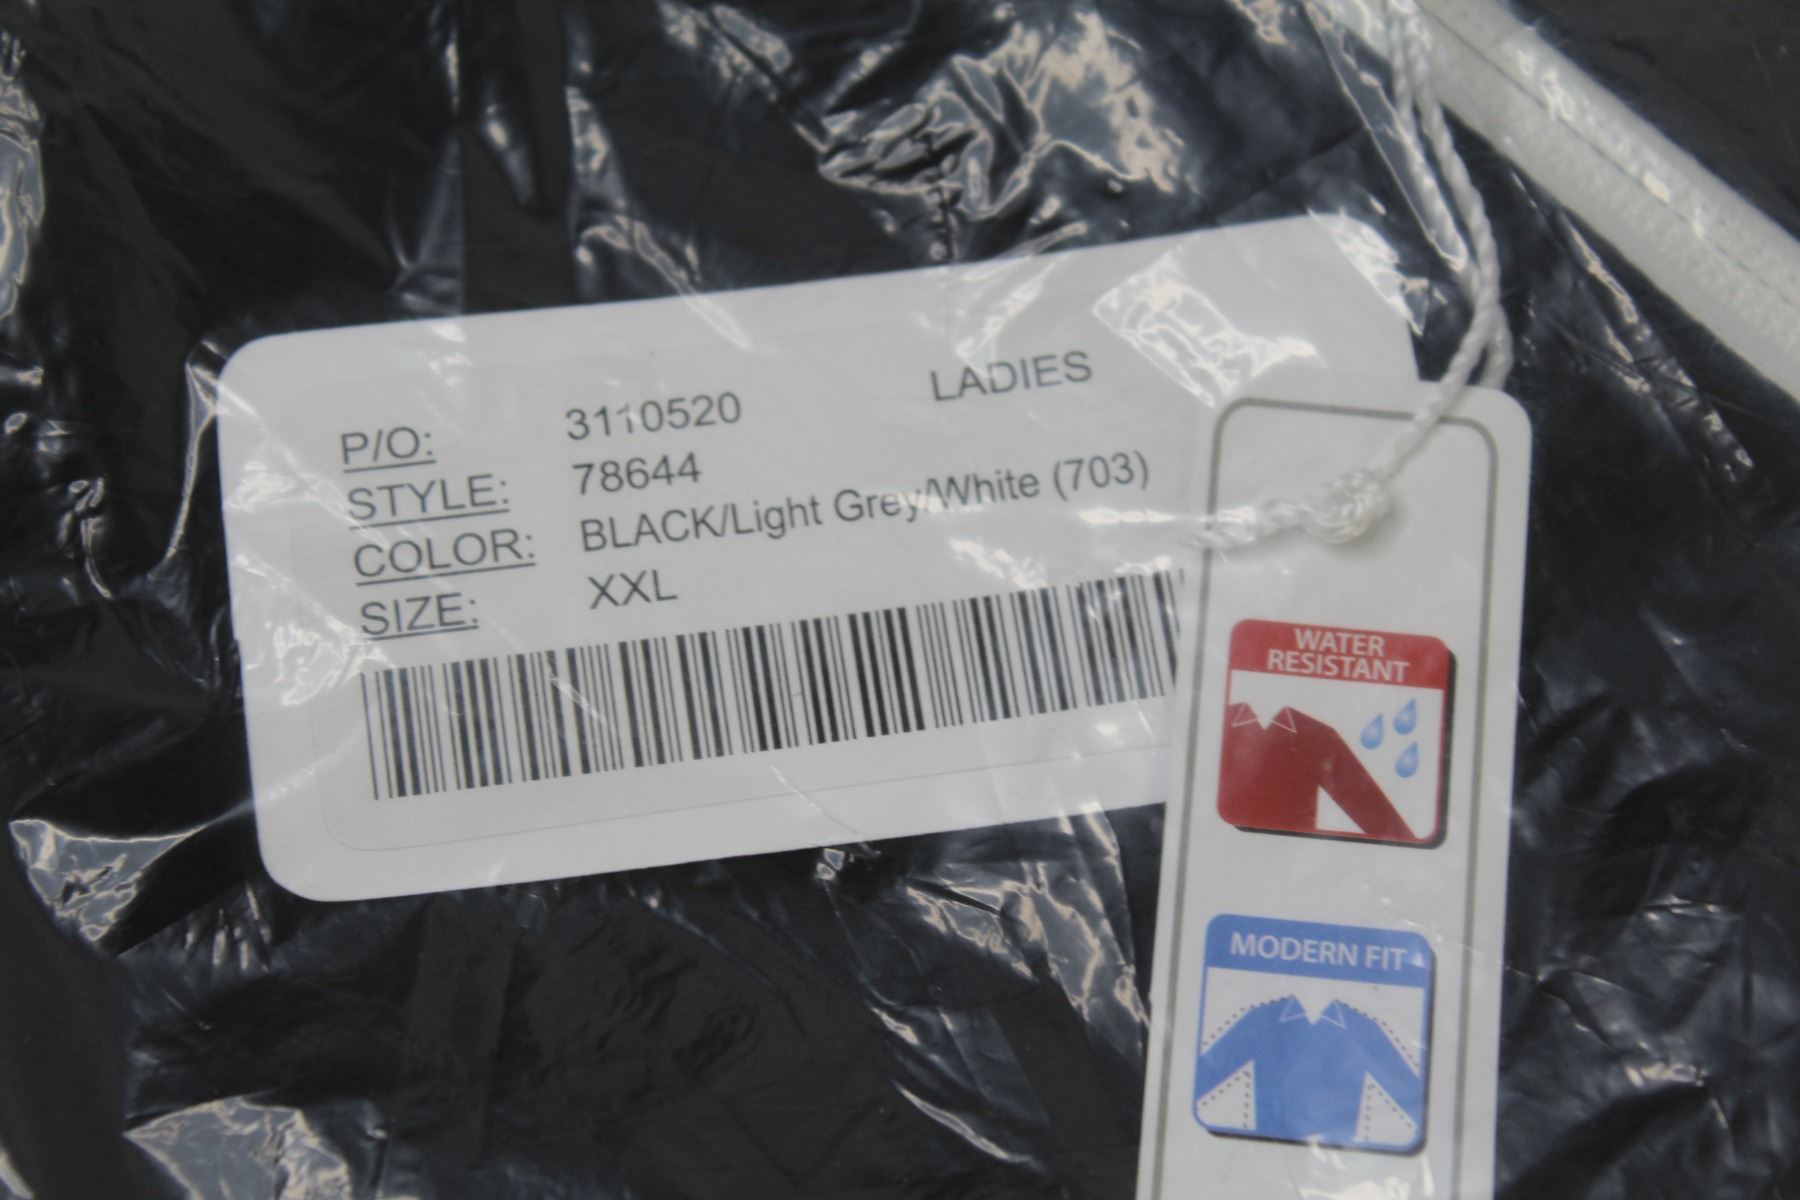 LADIES
P/O: 3110520
STYLE: 78644
COLOR: BLACK/Light Grey/White (703)
SIZE: XXL
WATER
RESISTANT
MODERN FIT